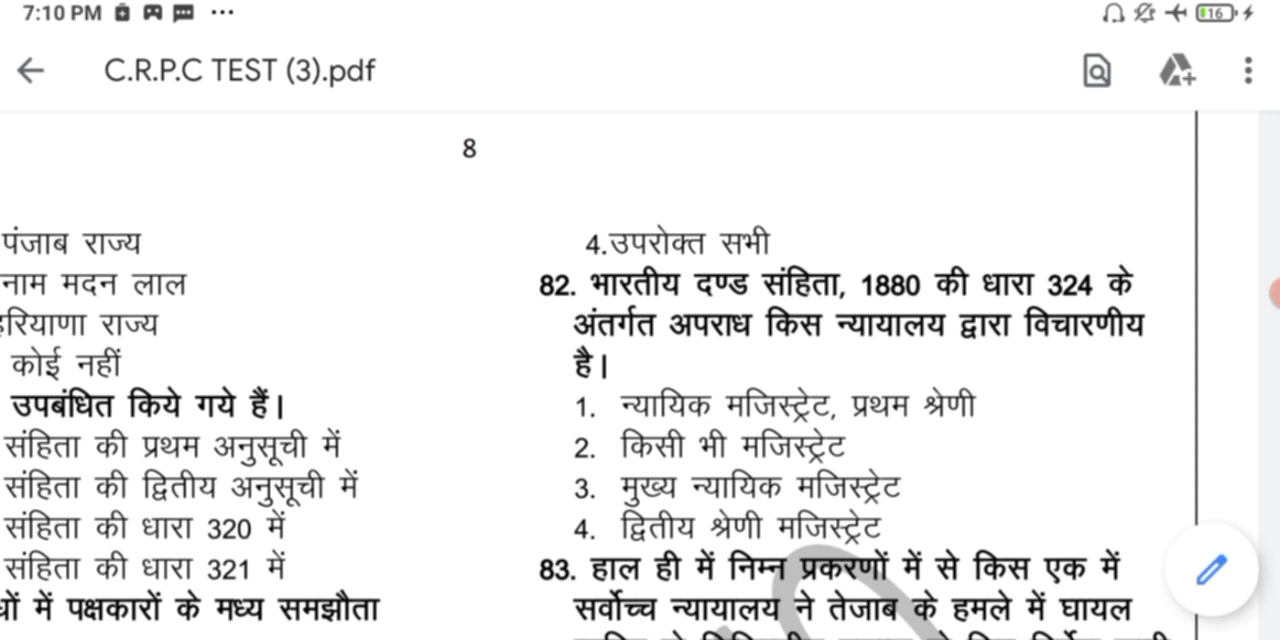 7:10 PM ...
16
C.R.P.C TEST (3).pdf
8
पंजाब राज्य
नाम मदन लाल
हरियाणा राज्य
कोई नहीं
उपबंधित किये गये हैं।
संहिता की प्रथम अनुसूची में
संहिता की द्वितीय अनुसूची में
संहिता की धारा 320 में
संहिता की धारा 321 में
में पक्षकारों के मध्य समझौता
4.उपरोक्त सभी
82. भारतीय दण्ड संहिता, 1880 की धारा 324 के
अंतर्गत अपराध किस न्यायालय द्वारा विचारणीय
है।
1. न्यायिक मजिस्ट्रेट, प्रथम श्रेणी
2. किसी भी मजिस्ट्रेट
3. मुख्य न्यायिक मजिस्ट्रेट
4. द्वितीय श्रेणी मजिस्ट्रेट
83. हाल ही में निम्न प्रकरणों में से किस एक में
सर्वोच्च न्यायालय ने तेजाब के हमले में घायल